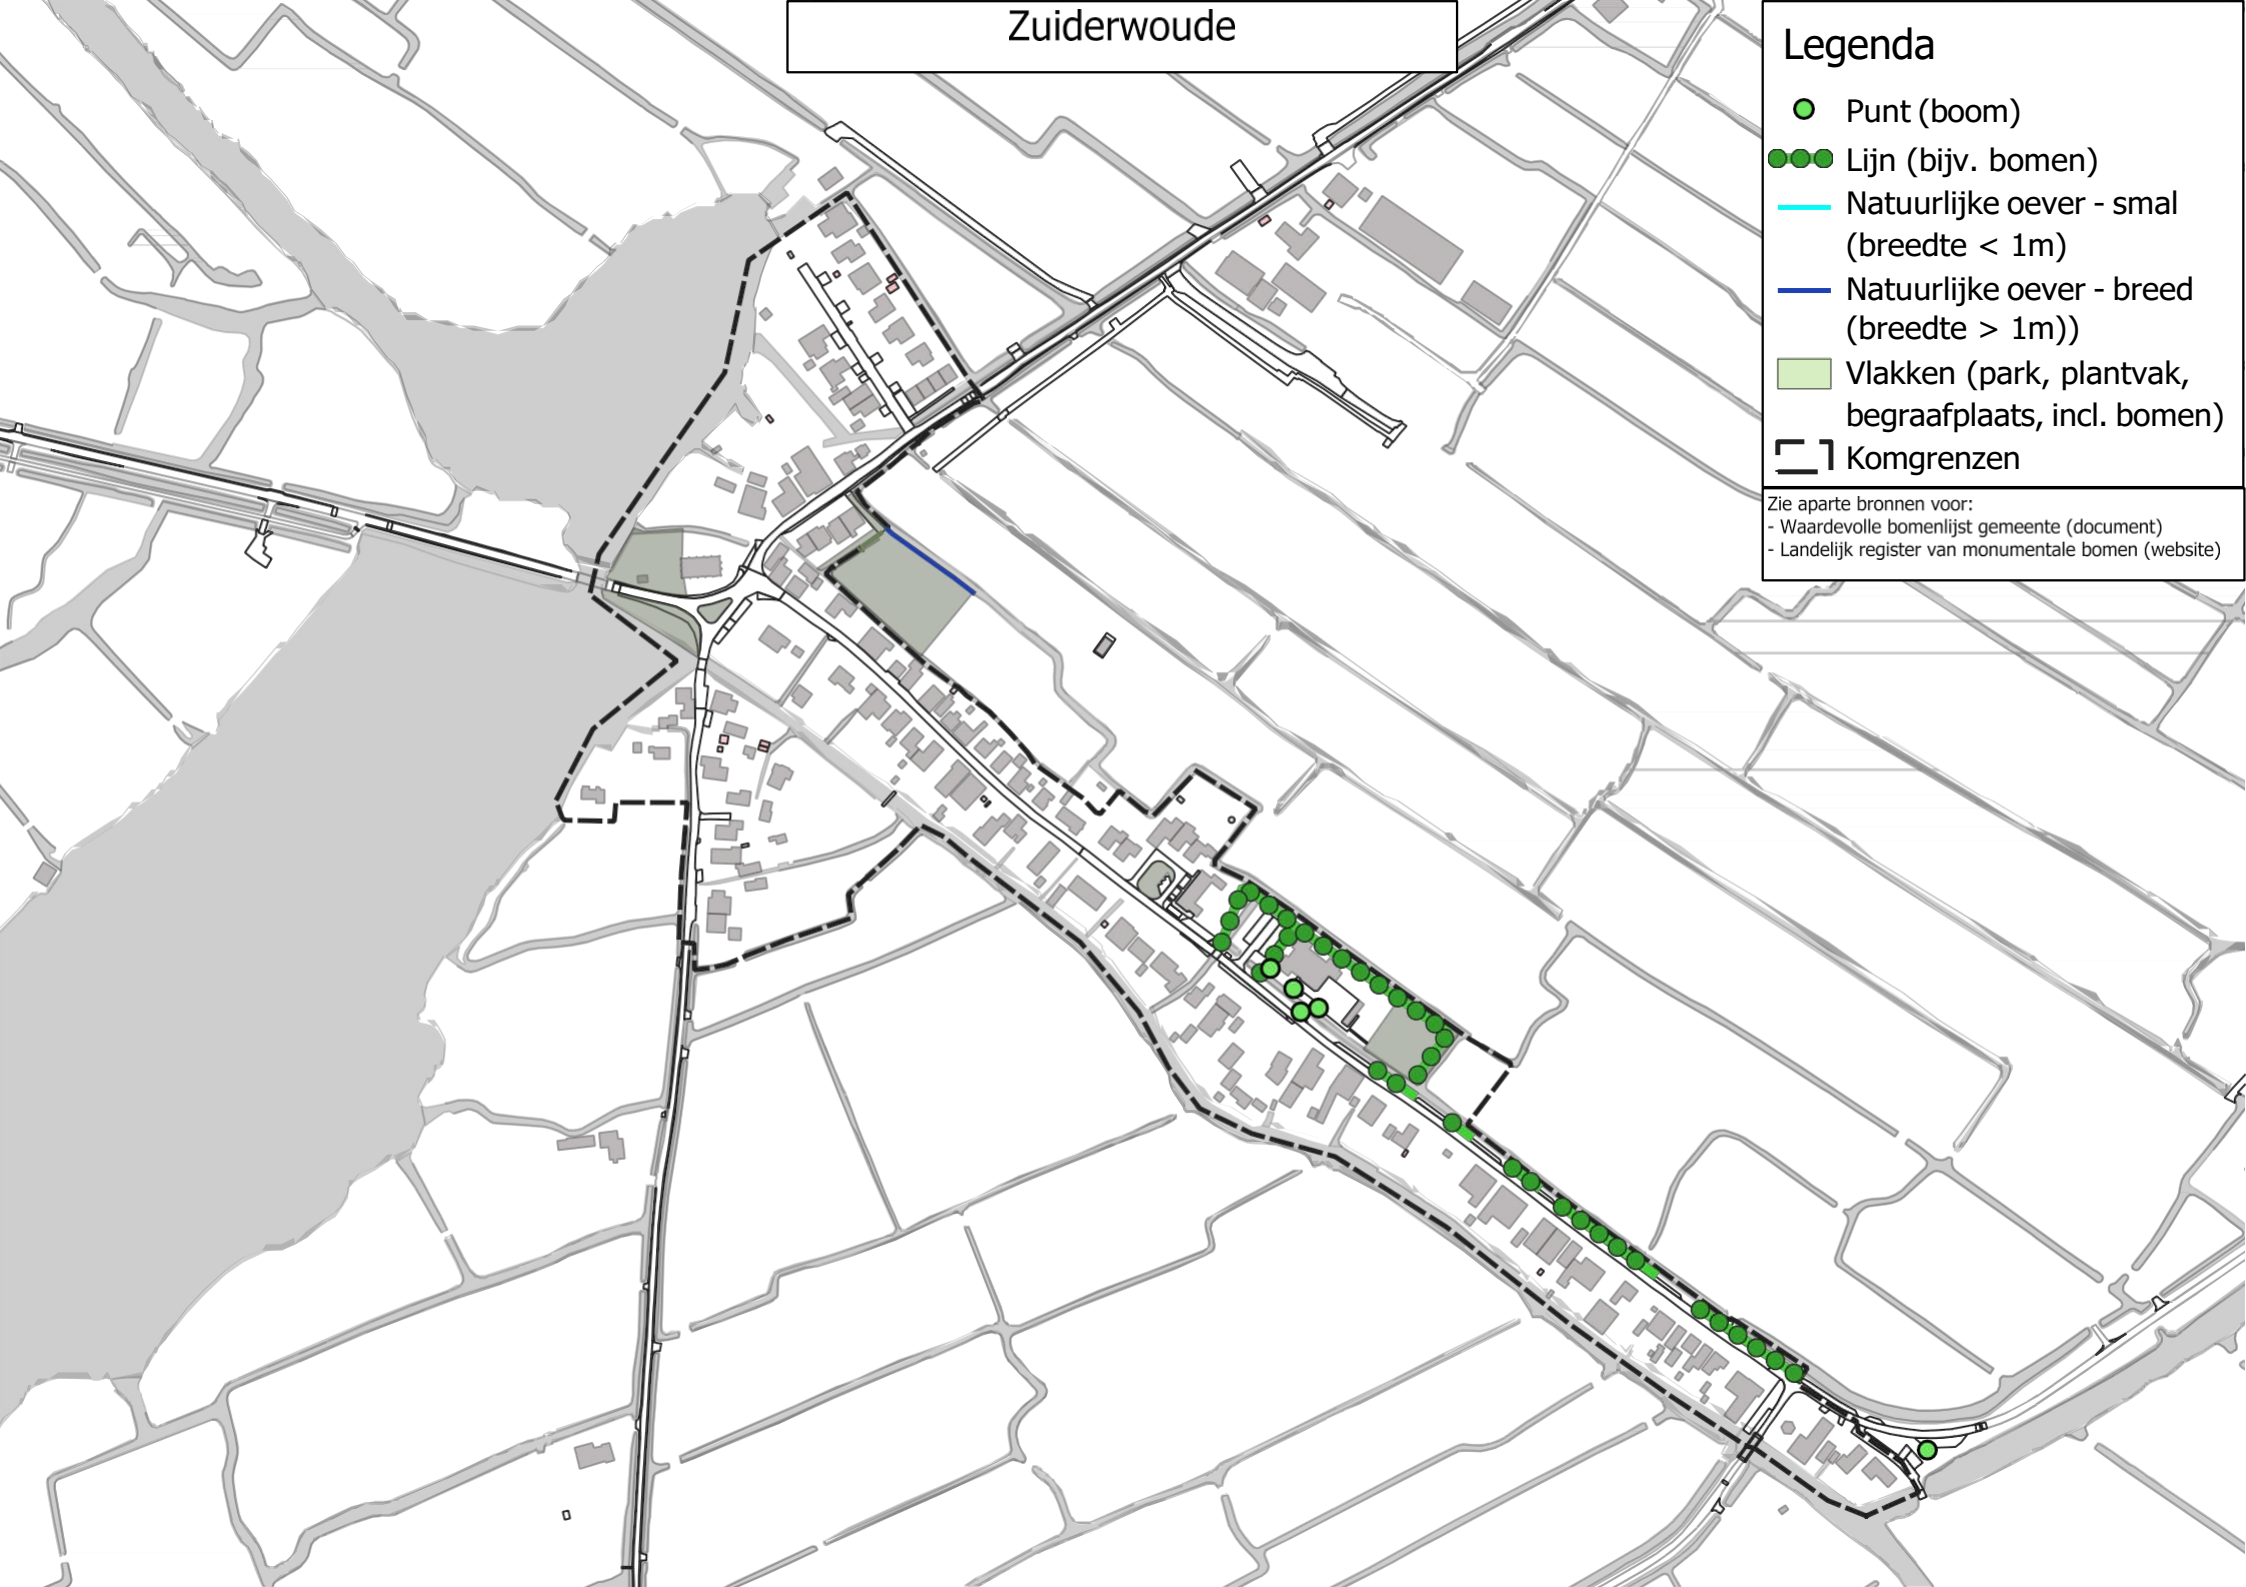 Zuiderwoude
Legenda
Punt (boom)
Lijn (bijv. bomen)
Natuurlijke oever - smal
(breedte < 1m)
Natuurlijke oever - breed
(breedte > 1m))
Vlakken (park, plantvak,
begraafplaats, incl. bomen)
Komgrenzen
Zie aparte bronnen voor:
- Waardevolle bomenlijst gemeente (document)
- Landelijk register van monumentale bomen (website)